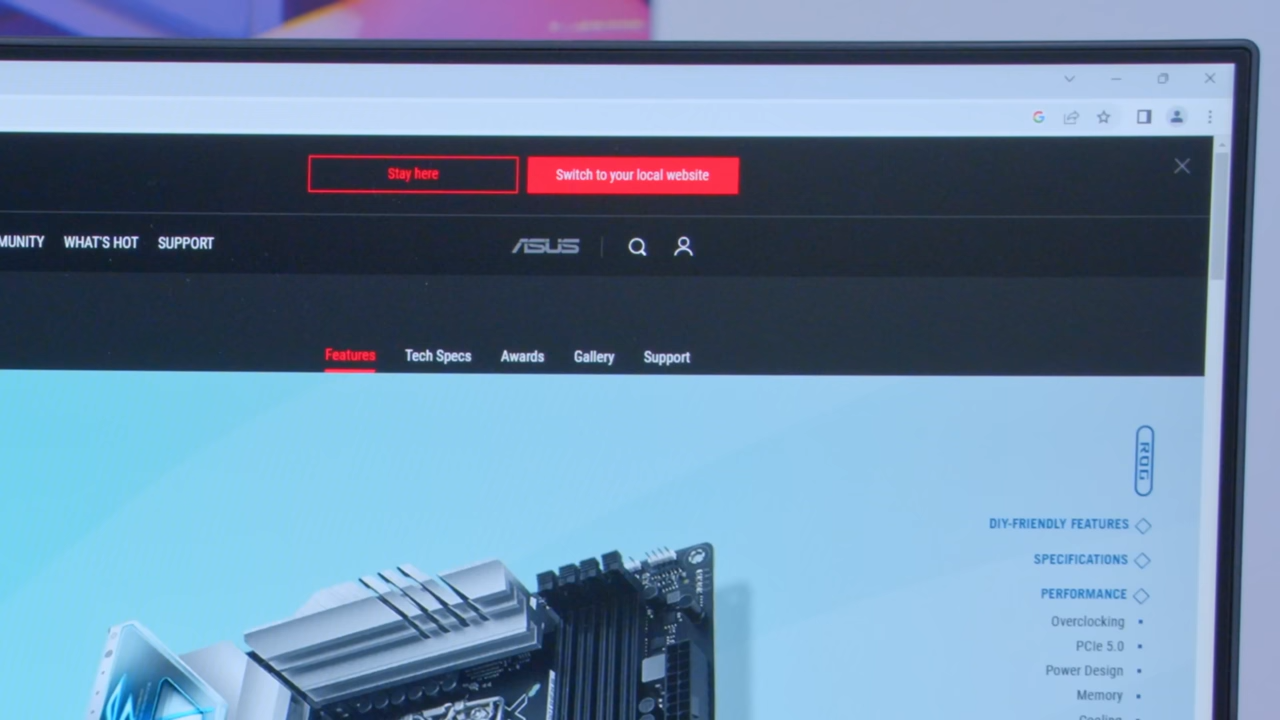 Stay here
Switch to your local website
MUNITY WHAT'S HOT SUPPORT
ASUS
Features Tech Specs Awards Gallery Support
ROG
DIY-FRIENDLY FEATURES
SPECIFICATIONS
PERFORMANCE
Overclocking
PCIe 5.0
Power Design
Memory
Cooling